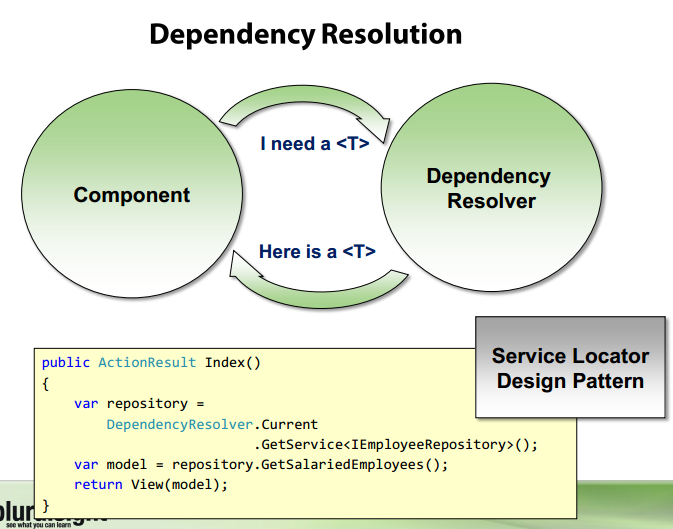 Dependency Resolution
I need a <T>
Component
Dependency
Resolver
Here is a <T>
Service Locator
Design Pattern
public ActionResult Index()
{
    var repository =
        DependencyResolver.Current
                          .GetService<IEmployeeRepository>();
    var model = repository.GetSalariedEmployees();
    return View(model);
}
see what you can learn